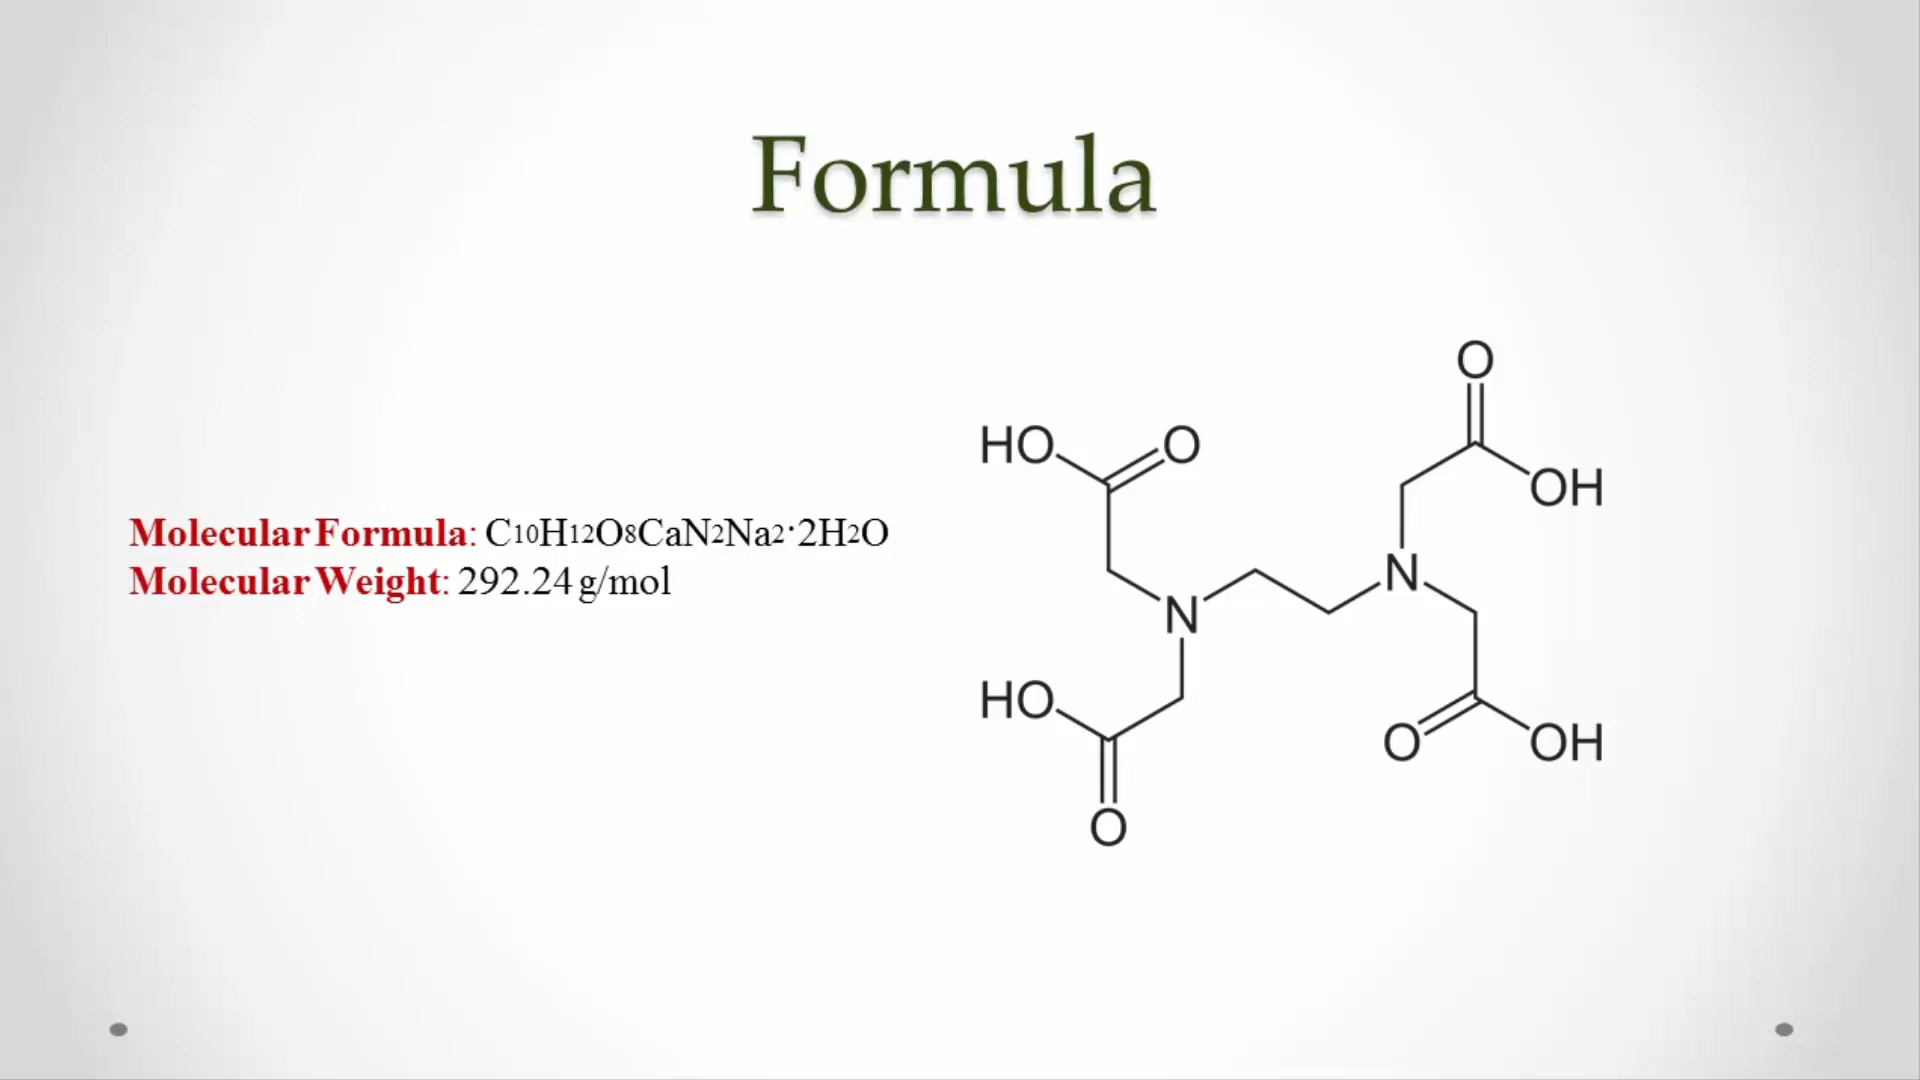 Formula
Molecular Formula: C10H12O8CaN2Na2·2H2O
Molecular Weight: 292.24 g/mol
O
HO
O
OH
N
N
HO
O
OH
O